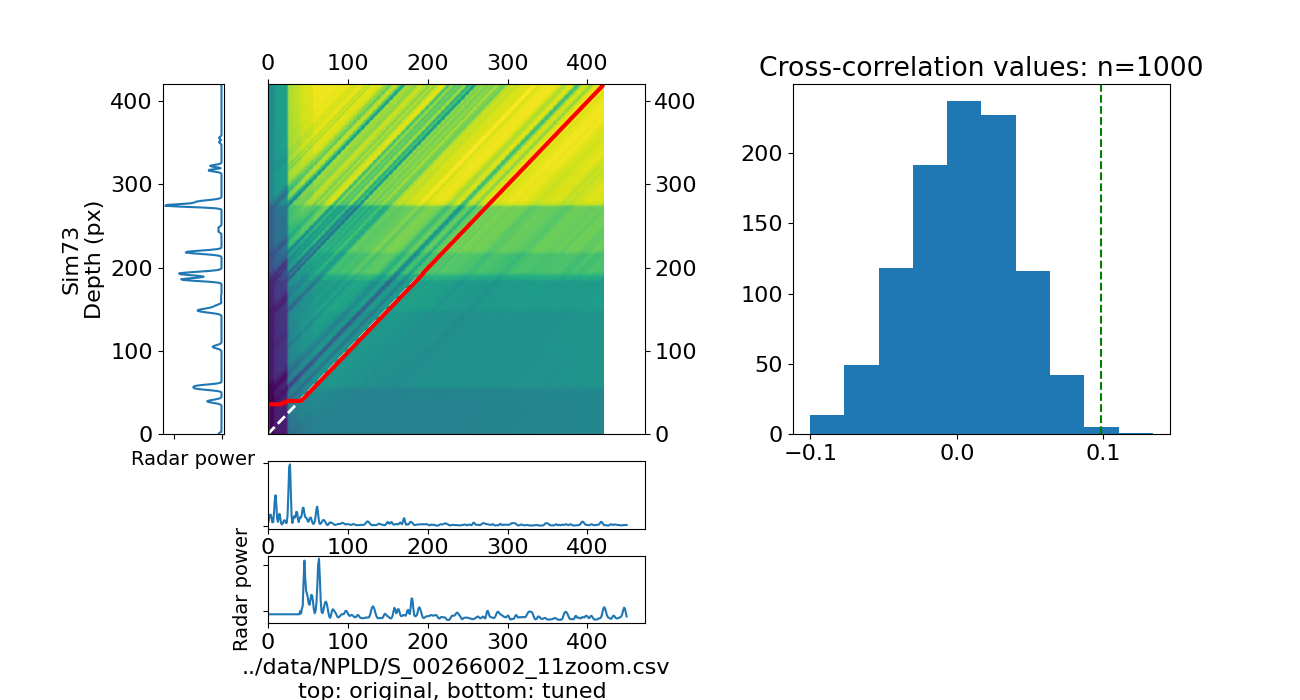 0 100 200 300 400
Cross-correlation values: n=1000
400
300
200
100
0
Sim73
Depth (px)
400
300
200
100
0
200
150
100
50
0
−0.1 0.0 0.1
Radar power
0 100 200 300 400
Radar power
0 100 200 300 400
../data/NPLD/S_00266002_11zoom.csv
top: original, bottom: tuned